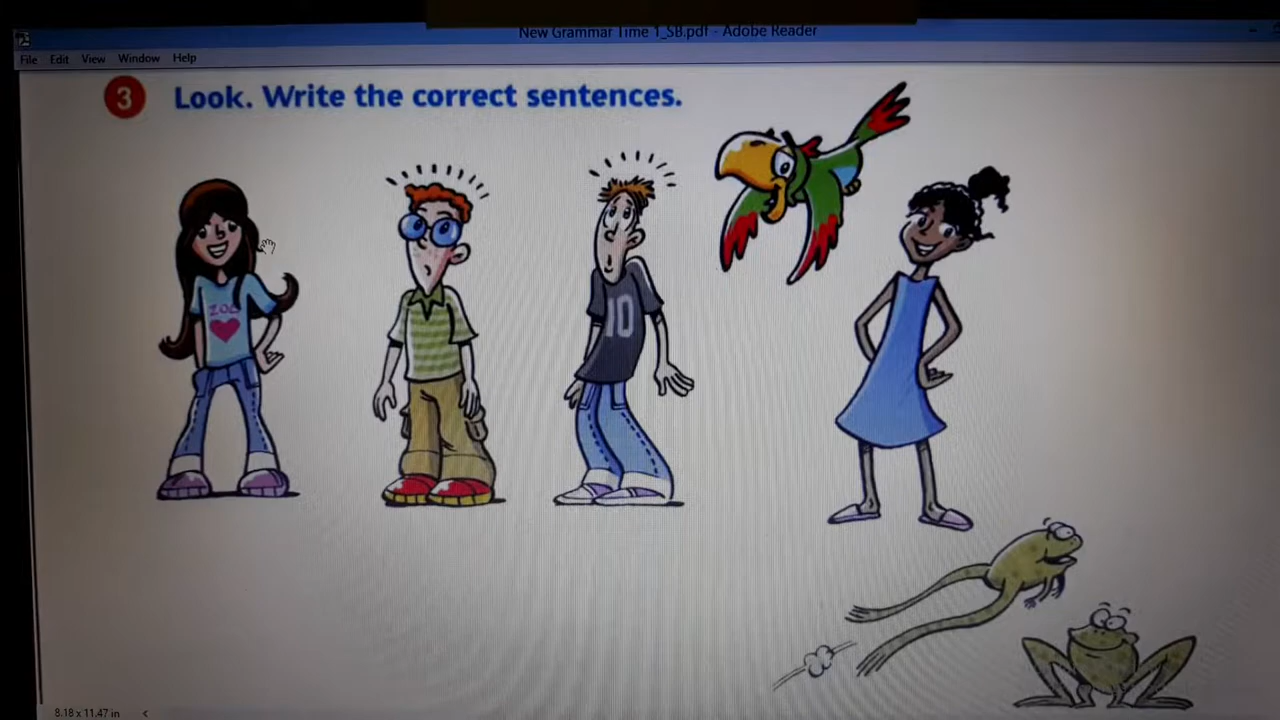 New Grammar Time 1_SB.pdf - Adobe Reader
File Edit View Window Help
3 Look. Write the correct sentences.
ZOE
10
8.18 x 11.47 in